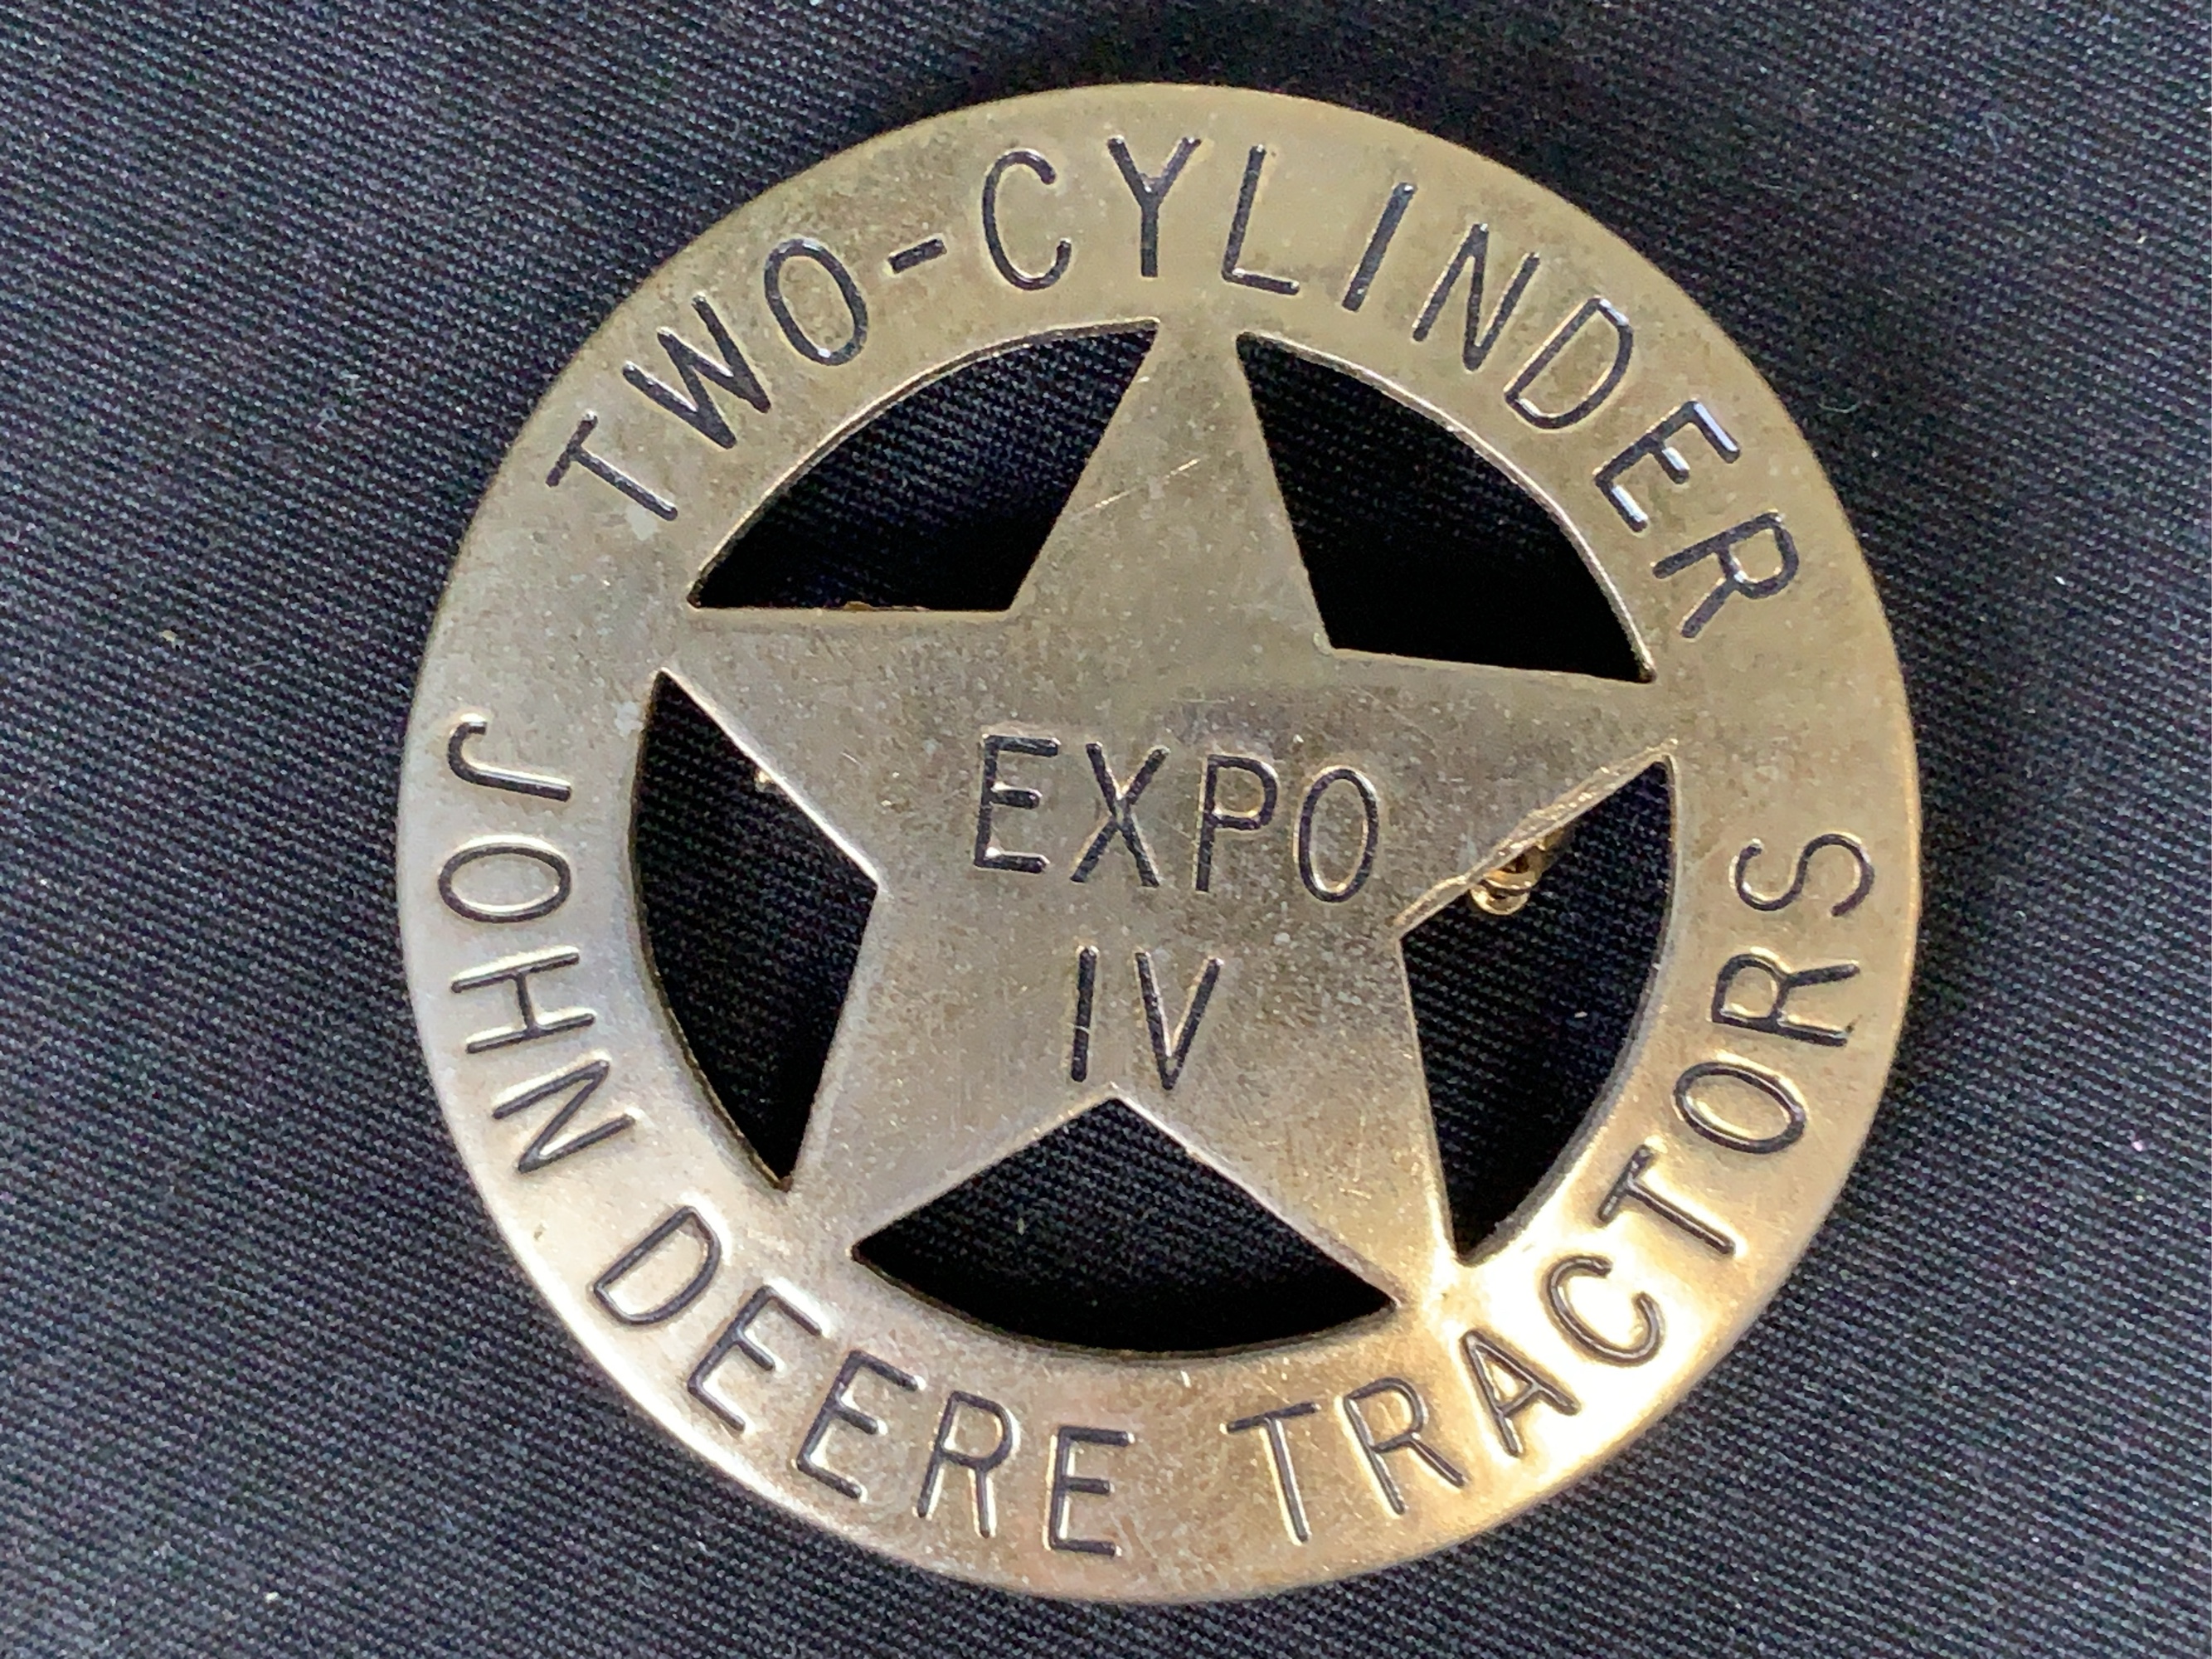 TWO-CYLINDER
EXPO
IV
JOHN DEERE TRACTORS